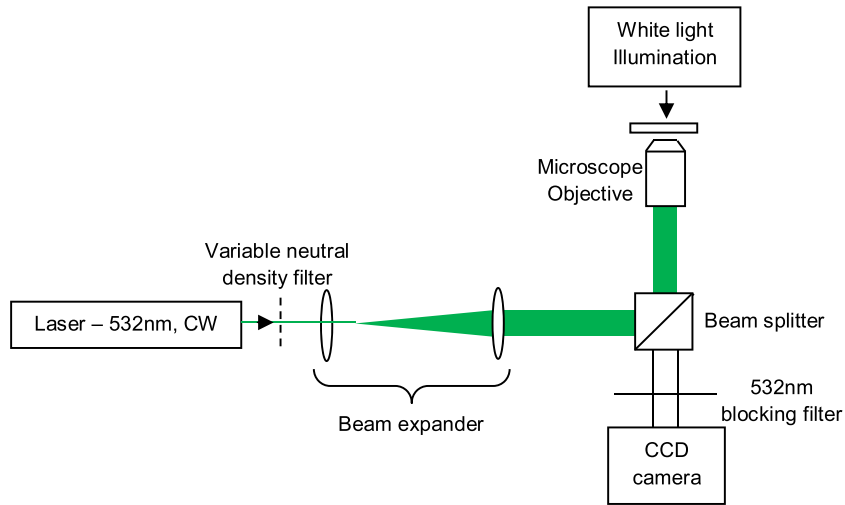 White light
Illumination
Microscope
Objective
Variable neutral
density filter
Laser – 532nm, CW
Beam splitter
532nm
blocking filter
Beam expander
CCD
camera